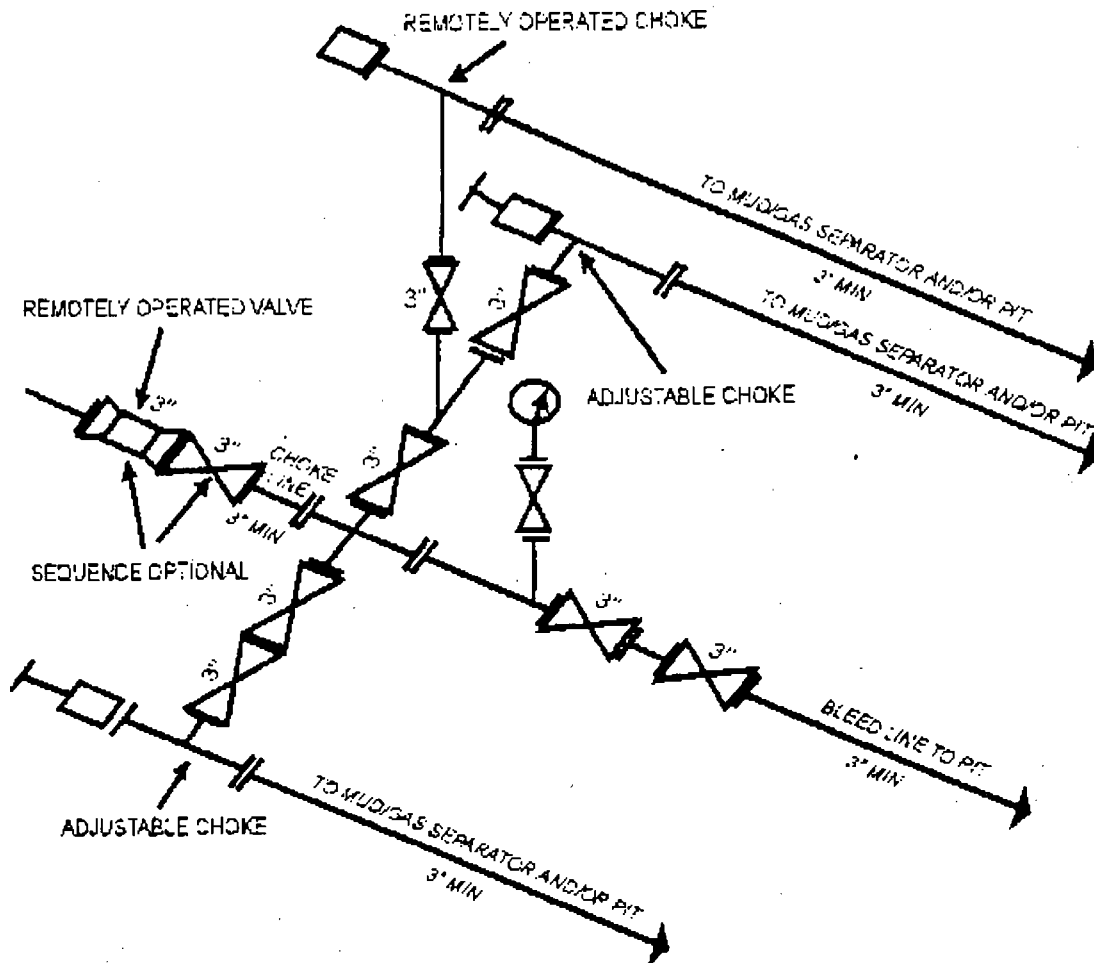 REMOTELY OPERATED CHOKE
TO MUD/GAS SEPARATOR AND/OR PIT
3" MIN
TO MUD/GAS SEPARATOR AND/OR PIT
3" MIN
3"
3"
REMOTELY OPERATED VALVE
ADJUSTABLE CHOKE
3"
3"
CHOKE
LINE
3"
3" MIN
SEQUENCE OPTIONAL
3"
3"
3"
3"
BLEED LINE TO PIT
3" MIN
TO MUD/GAS SEPARATOR AND/OR PIT
3" MIN
ADJUSTABLE CHOKE